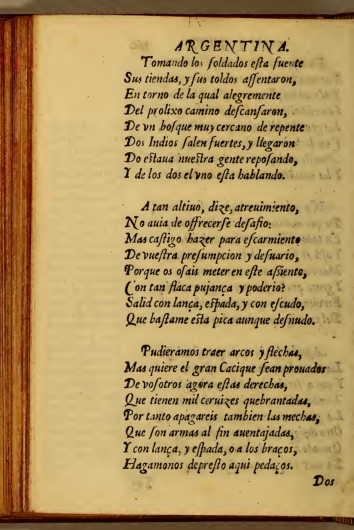 ARGENTINA.
Tomando los ſoldados eſta fuente
Sus tiendas, y ſus toldos aſſentaron,
En torno de la qual alegremente
Del prolixo camino deſcanſaron,
De vn boſque muy cercano de repente
Dos Indios ſalen fuertes, y llegaron
Do eſtaua nueſtra gente repoſando,
Y de los dos el vno eſta hablando.
A tan altiuo, dize, atreuimiento,
No auia de offrecerſe deſafio:
Mas caſtigo hazer para eſcarmiento
De vueſtra preſumpcion y deſuario,
Porque os oſais meter en eſte aſsiento,
Con tan flaca pujança y poderio?
Salid con lança, eſpada, y con eſcudo,
Que baſtame eſta pica aunque deſnudo.
Pudieramos traer arcos y flechas,
Mas quiere el gran Cacique ſean prouados
De voſotros agora eſtas derechas,
Que tienen mil ceruizes quebrantadas,
Por tanto apagareis tambien las mechas,
Que ſon armas al fin auentajadas,
Y con lança, y eſpada, o a los braços,
Hagamonos depreſto aqui pedaços.
Dos